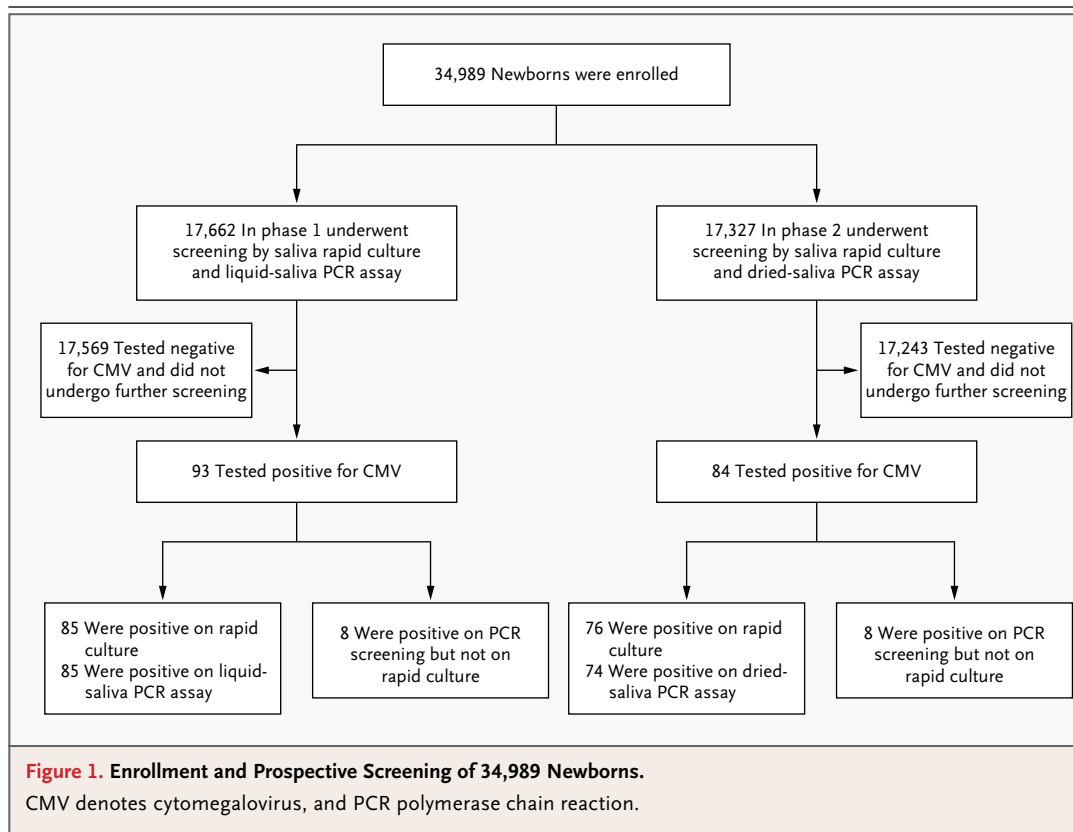 34,989 Newborns were enrolled
17,662 In phase 1 underwent
screening by saliva rapid culture
and liquid-saliva PCR assay
17,327 In phase 2 underwent
screening by saliva rapid culture
and dried-saliva PCR assay
17,569 Tested negative
for CMV and did not
undergo further screening
17,243 Tested negative
for CMV and did not
undergo further screening
93 Tested positive for CMV
84 Tested positive for CMV
85 Were positive on rapid
culture
85 Were positive on liquid-
saliva PCR assay
8 Were positive on PCR
screening but not on
rapid culture
76 Were positive on rapid
culture
74 Were positive on dried-
saliva PCR assay
8 Were positive on PCR
screening but not on
rapid culture
Figure 1. Enrollment and Prospective Screening of 34,989 Newborns.
CMV denotes cytomegalovirus, and PCR polymerase chain reaction.